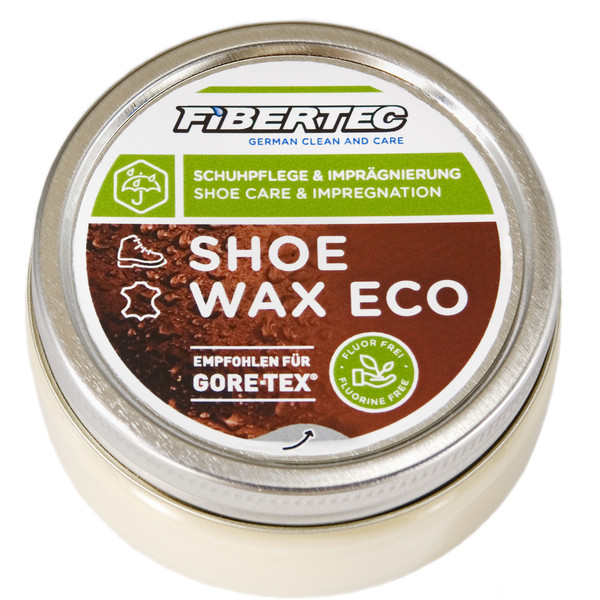 FIBERTEC
GERMAN CLEAN AND CARE
SCHUHPFLEGE & IMPRÄGNIERUNG
SHOE CARE & IMPREGNATION
SHOE
WAX ECO
EMPFOHLEN FÜR
GORE-TEX®
FLUOR FREI
FLUORINE FREE